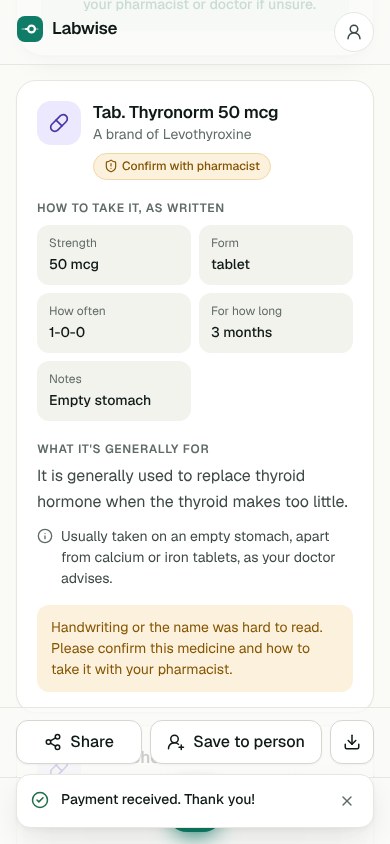 your pharmacist or doctor if unsure.
Labwise
Tab. Thyronorm 50 mcg
A brand of Levothyroxine
Confirm with pharmacist
HOW TO TAKE IT, AS WRITTEN
Strength
50 mcg
Form
tablet
How often
1-0-0
For how long
3 months
Notes
Empty stomach
WHAT IT'S GENERALLY FOR
It is generally used to replace thyroid
hormone when the thyroid makes too little.
Usually taken on an empty stomach, apart
from calcium or iron tablets, as your doctor
advises.
Handwriting or the name was hard to read.
Please confirm this medicine and how to
take it with your pharmacist.
Share
Save to person
Payment received. Thank you!